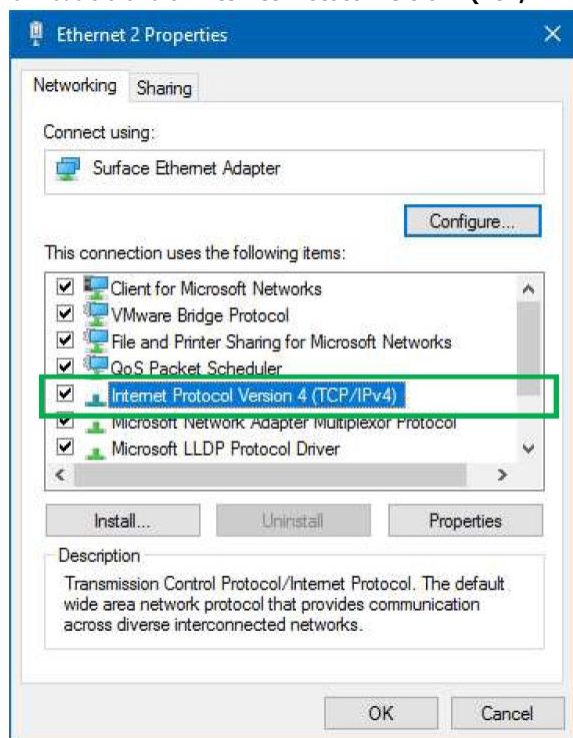 Ethernet 2 Properties
Networking Sharing
Connect using:
Surface Ethernet Adapter
Configure...
This connection uses the following items:
Client for Microsoft Networks
VMware Bridge Protocol
File and Printer Sharing for Microsoft Networks
QoS Packet Scheduler
Internet Protocol Version 4 (TCP/IPv4)
Microsoft Network Adapter Multiplexor Protocol
Microsoft LLDP Protocol Driver
Install... Uninstall Properties
Description
Transmission Control Protocol/Internet Protocol. The default
wide area network protocol that provides communication
across diverse interconnected networks.
OK Cancel